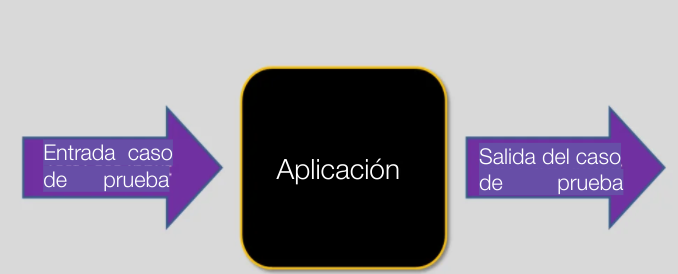 Entrada caso
de prueba
Aplicación
Salida del caso
de prueba